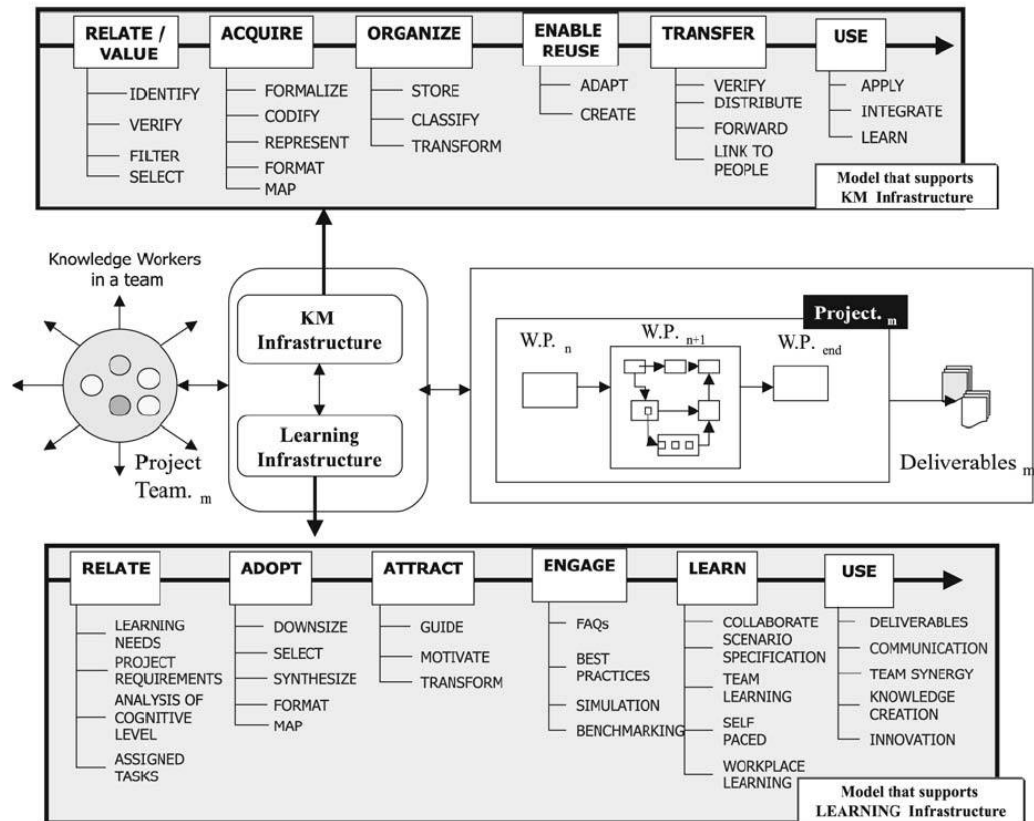 RELATE /
VALUE
IDENTIFY
VERIFY
FILTER
SELECT
ACQUIRE
FORMALIZE
CODIFY
REPRESENT
FORMAT
MAP
ORGANIZE
STORE
CLASSIFY
TRANSFORM
ENABLE
REUSE
ADAPT
CREATE
TRANSFER
VERIFY
DISTRIBUTE
FORWARD
LINK TO
PEOPLE
USE
APPLY
INTEGRATE
LEARN
Model that supports
KM Infrastructure
Knowledge Workers
in a team
Project
Team. m
KM
Infrastructure
Learning
Infrastructure
Project. m
W.P. n
W.P. n+1
W.P. end
Deliverables m
RELATE
LEARNING
NEEDS
PROJECT
REQUIREMENTS
ANALYSIS OF
COGNITIVE
LEVEL
ASSIGNED
TASKS
ADOPT
DOWNSIZE
SELECT
SYNTHESIZE
FORMAT
MAP
ATTRACT
GUIDE
MOTIVATE
TRANSFORM
ENGAGE
FAQs
BEST
PRACTICES
SIMULATION
BENCHMARKING
LEARN
COLLABORATE
SCENARIO
SPECIFICATION
TEAM
LEARNING
SELF
PACED
WORKPLACE
LEARNING
USE
DELIVERABLES
COMMUNICATION
TEAM SYNERGY
KNOWLEDGE
CREATION
INNOVATION
Model that supports
LEARNING Infrastructure